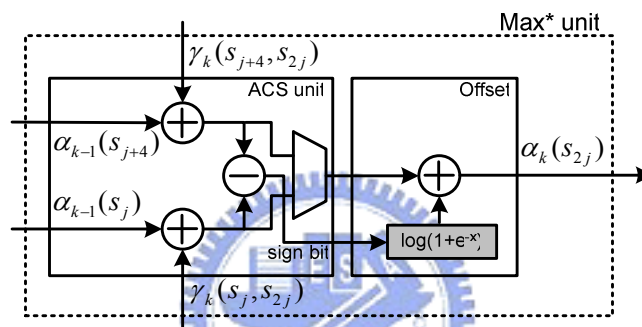 Max* unit
γk(sj+4, s2j)
ACS unit
Offset
αk-1(sj+4)
αk(s2j)
αk-1(sj)
sign bit
log(1+e-x)
γk(sj, s2j)